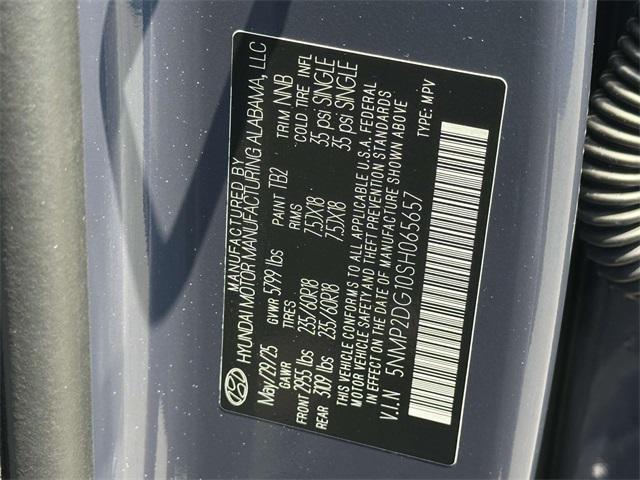 MANUFACTURED BY
HYUNDAI MOTOR MANUFACTURING ALABAMA, LLC
May/29/25 GVWR 5799 lbs PAINT TB2 TRIM NNB
GAWR TIRES RIMS COLD TIRE INFL
FRONT 2955 lbs 235/60R18 7.5JX18 35 psi SINGLE
REAR 3109 lbs 235/60R18 7.5JX18 35 psi SINGLE
THIS VEHICLE CONFORMS TO ALL APPLICABLE U.S.A. FEDERAL
MOTOR VEHICLE SAFETY AND THEFT PREVENTION STANDARDS
IN EFFECT ON THE DATE OF MANUFACTURE SHOWN ABOVE.
V.I.N 5NMP2DG10SH065657 TYPE: MPV